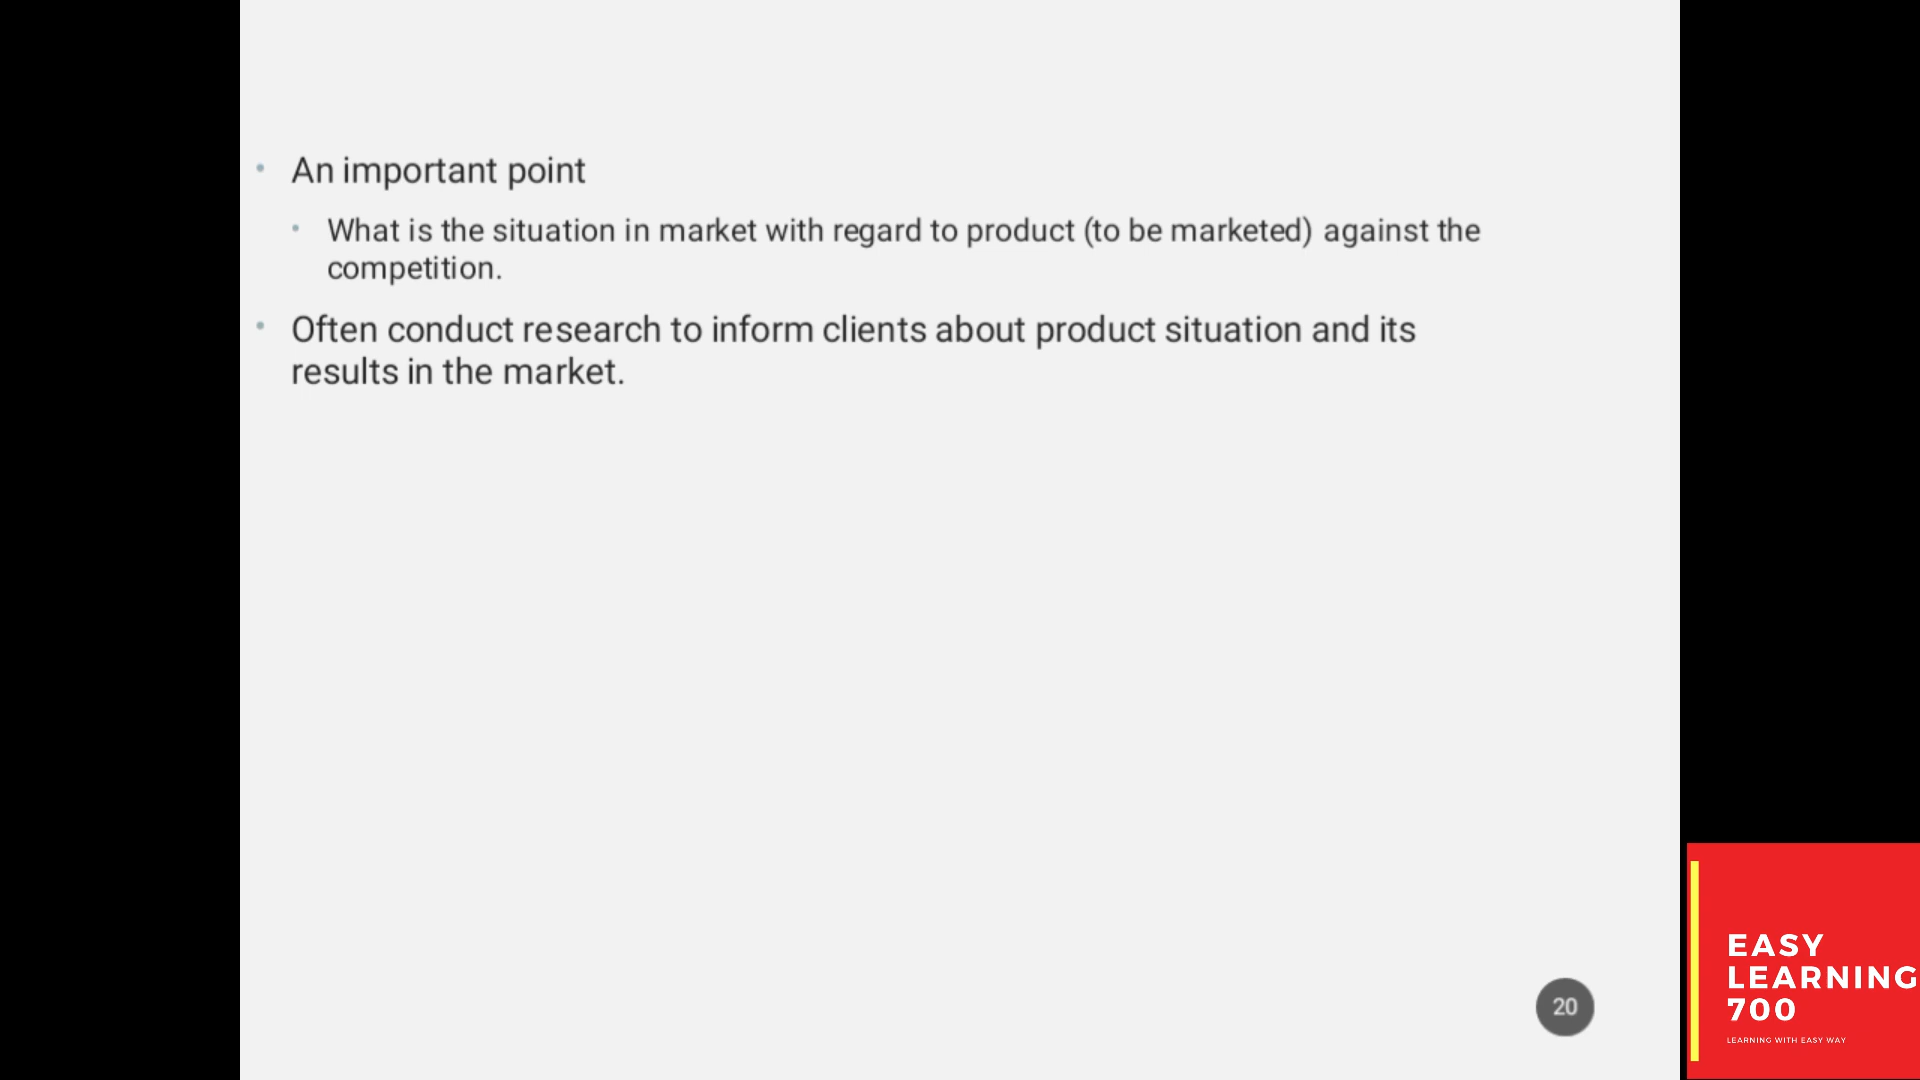 An important point
What is the situation in market with regard to product (to be marketed) against the
competition.
Often conduct research to inform clients about product situation and its
results in the market.
20
EASY
LEARNING
700
LEARNING WITH EASY WAY